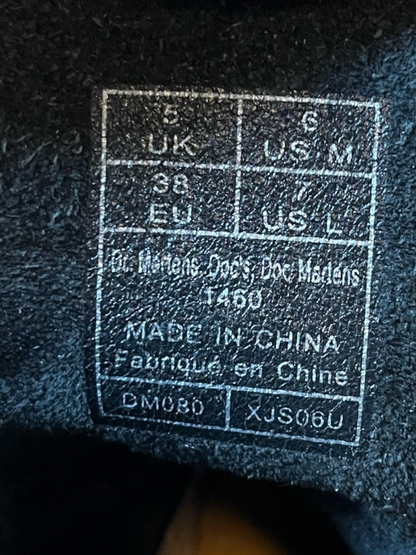 5 6
UK US M
38 7
EU US L
Dr. Martens, Doc's, Doc Martens
T460
MADE IN CHINA
Fabriqué en Chine
DM080 XJS06U